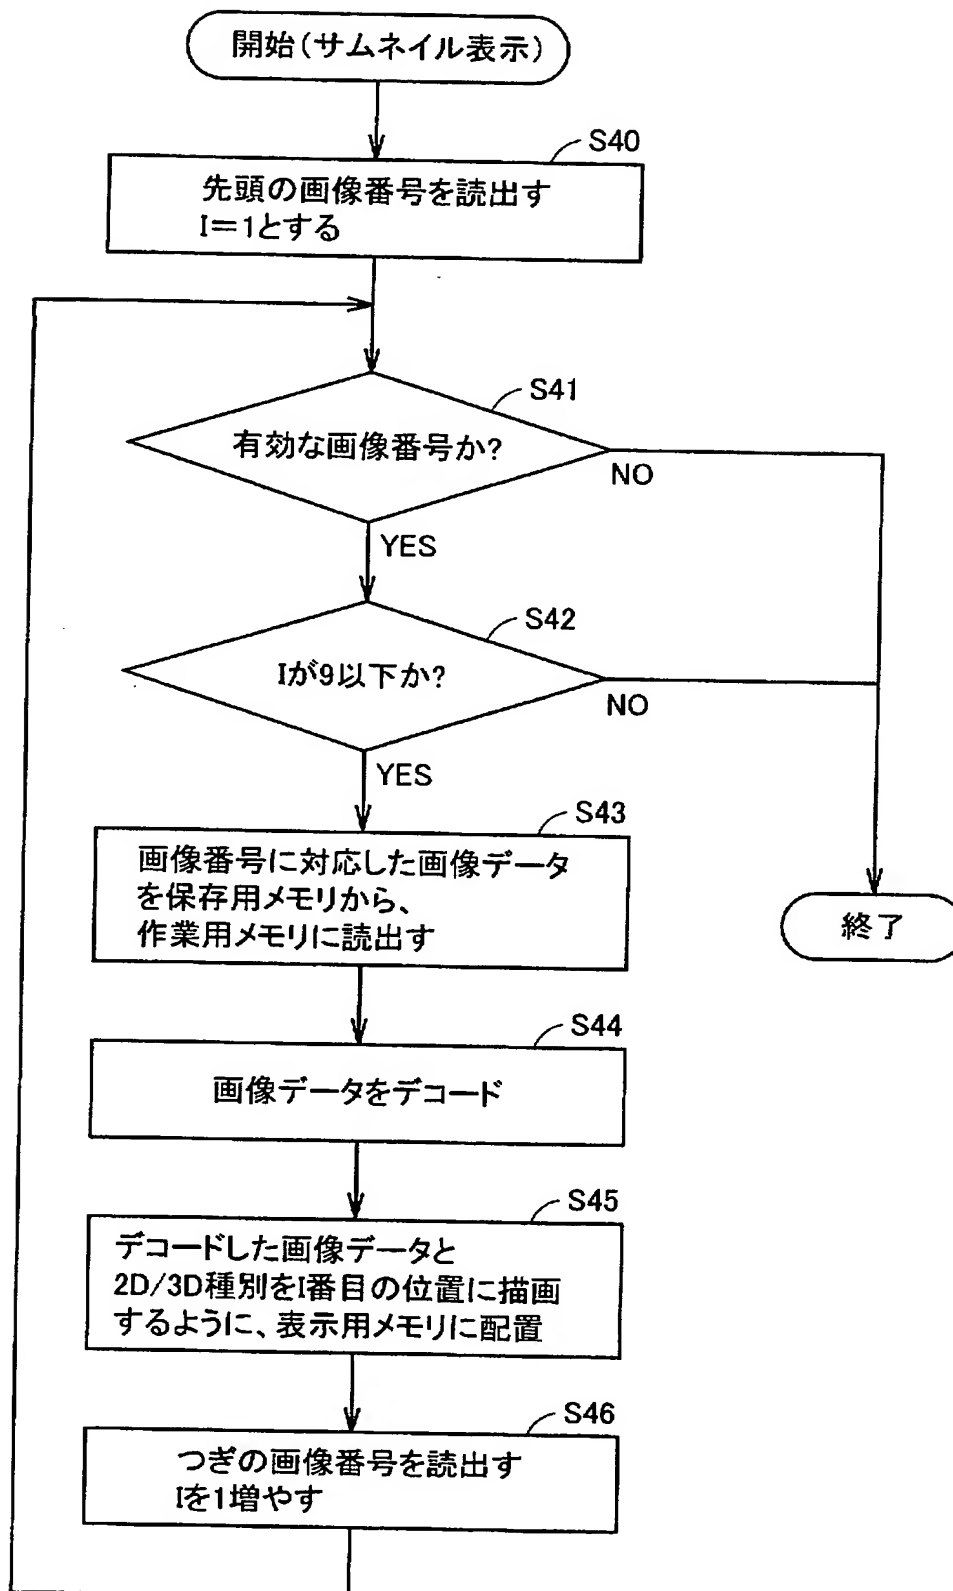 開始(サムネイル表示)
S40
先頭の画像番号を読出す
I=1とする
S41
有効な画像番号か?
NO
YES
S42
Iが9以下か?
NO
YES
S43
画像番号に対応した画像データ
を保存用メモリから、
作業用メモリに読出す
終了
S44
画像データをデコード
S45
デコードした画像データと
2D/3D種別をI番目の位置に描画
するように、表示用メモリに配置
S46
つぎの画像番号を読出す
Iを1増やす